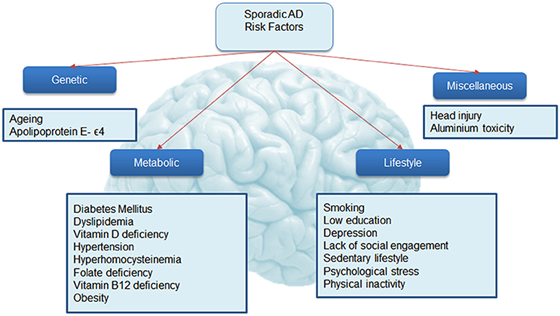 Sporadic AD
Risk Factors
Genetic
Ageing
Apolipoprotein E- ϵ4
Miscellaneous
Head injury
Aluminium toxicity
Metabolic
Diabetes Mellitus
Dyslipidemia
Vitamin D deficiency
Hypertension
Hyperhomocysteinemia
Folate deficiency
Vitamin B12 deficiency
Obesity
Lifestyle
Smoking
Low education
Depression
Lack of social engagement
Sedentary lifestyle
Psychological stress
Physical inactivity